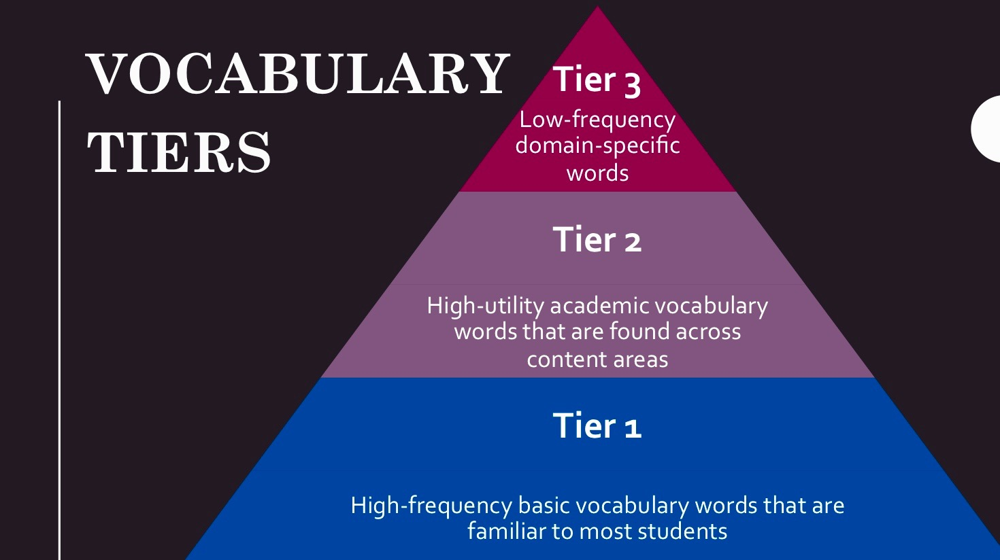 VOCABULARY
TIERS
Tier 3
Low-frequency
domain-specific
words
Tier 2
High-utility academic vocabulary
words that are found across
content areas
Tier 1
High-frequency basic vocabulary words that are
familiar to most students